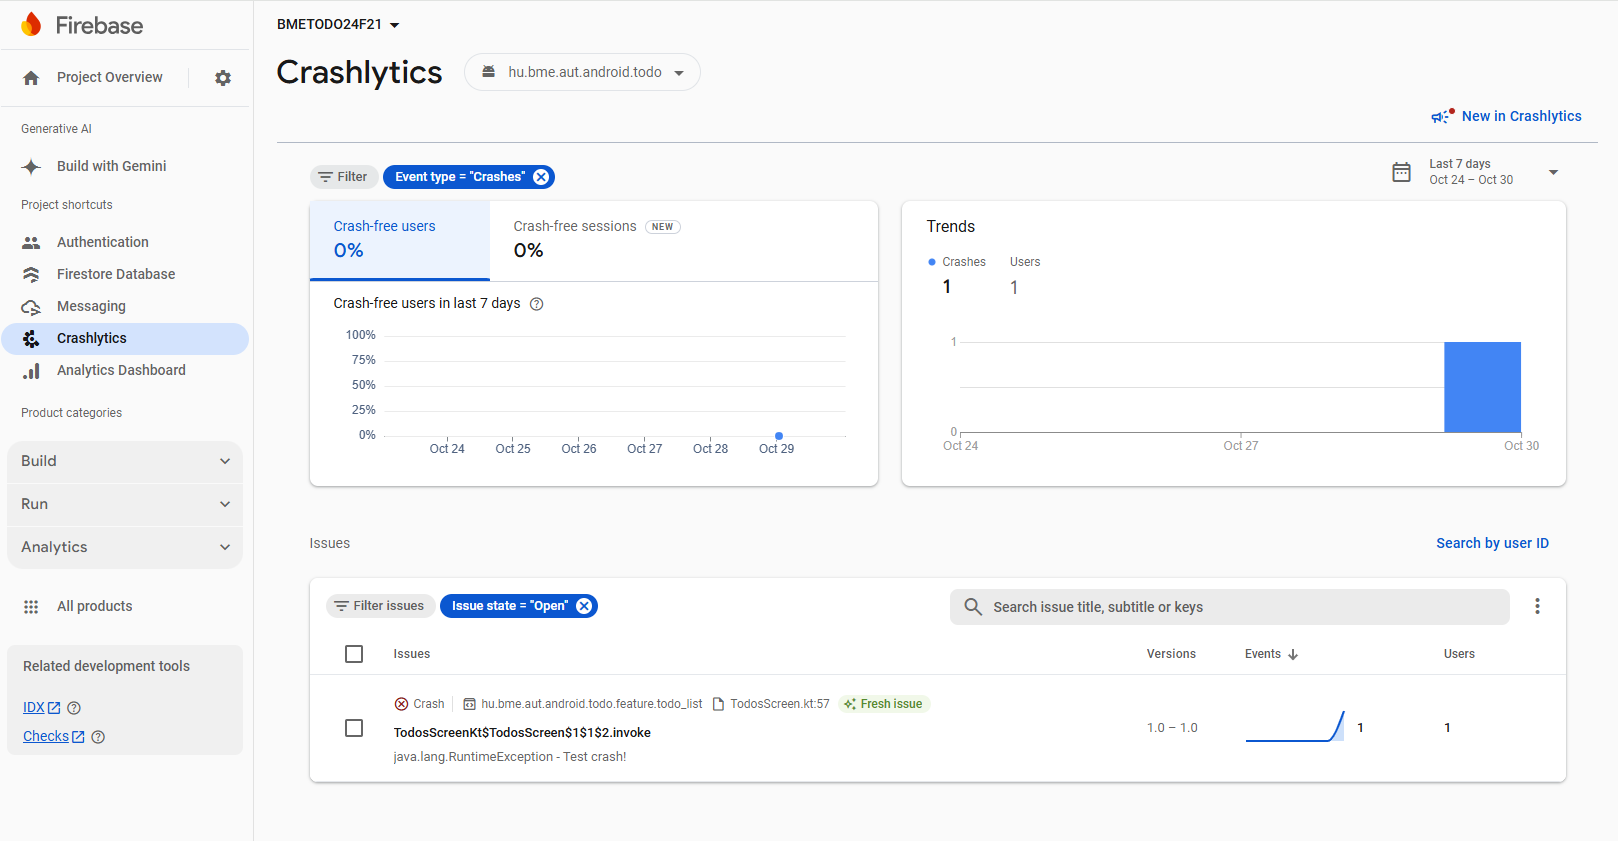 Firebase
Project Overview
Generative AI
Build with Gemini
Project shortcuts
Authentication
Firestore Database
Messaging
Crashlytics
Analytics Dashboard
Product categories
Build
Run
Analytics
All products
Related development tools
IDX
Checks
BMETODO24F21
Crashlytics
hu.bme.aut.android.todo
New in Crashlytics
Filter
Event type = "Crashes"
Last 7 days
Oct 24 – Oct 30
Crash-free users
0%
Crash-free sessions NEW
0%
Crash-free users in last 7 days
100%
75%
50%
25%
0%
Oct 24 Oct 25 Oct 26 Oct 27 Oct 28 Oct 29
Trends
Crashes Users
1 1
1
0
Oct 24 Oct 27 Oct 30
Issues
Search by user ID
Filter issues
Issue state = "Open"
Search issue title, subtitle or keys
Issues Versions Events Users
Crash hu.bme.aut.android.todo.feature.todo_list TodosScreen.kt:57 Fresh issue
TodosScreenKt$TodosScreen$1$1$2.invoke
java.lang.RuntimeException - Test crash!
1.0 – 1.0 1 1